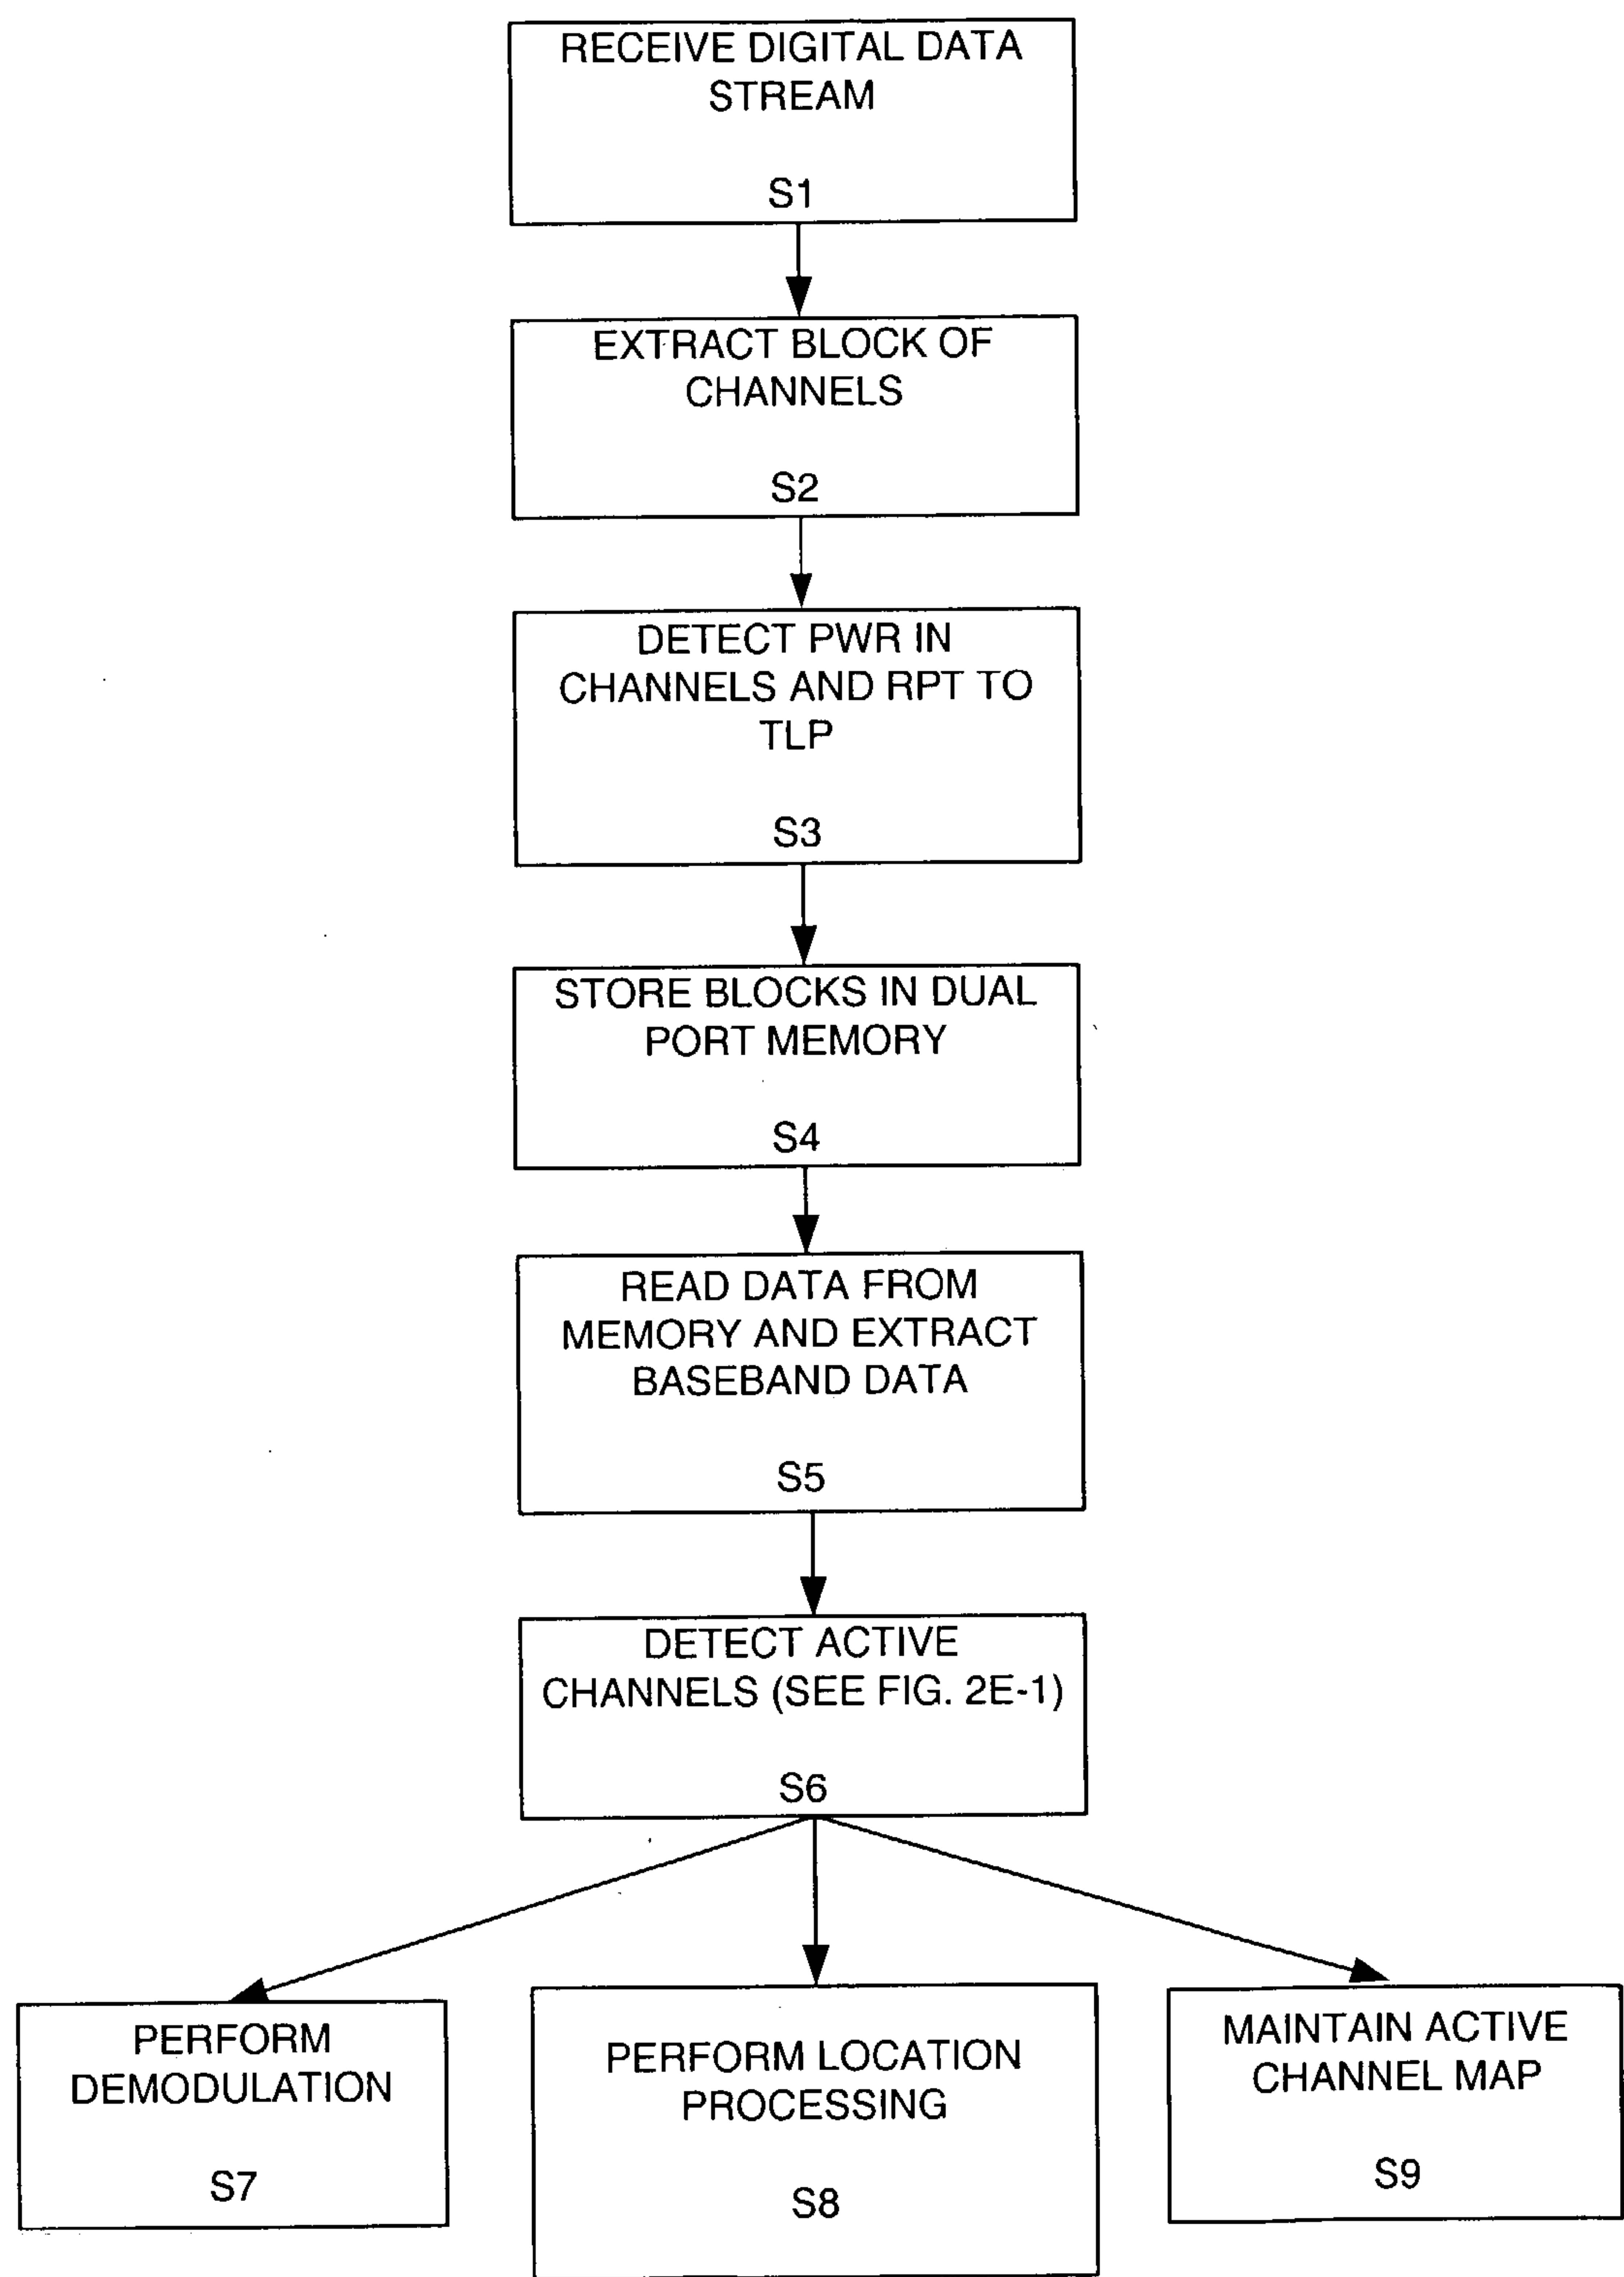 RECEIVE DIGITAL DATA
STREAM
S1
EXTRACT BLOCK OF
CHANNELS
S2
DETECT PWR IN
CHANNELS AND RPT TO
TLP
S3
STORE BLOCKS IN DUAL
PORT MEMORY
S4
READ DATA FROM
MEMORY AND EXTRACT
BASEBAND DATA
S5
DETECT ACTIVE
CHANNELS (SEE FIG. 2E-1)
S6
PERFORM
DEMODULATION
S7
PERFORM LOCATION
PROCESSING
S8
MAINTAIN ACTIVE
CHANNEL MAP
S9